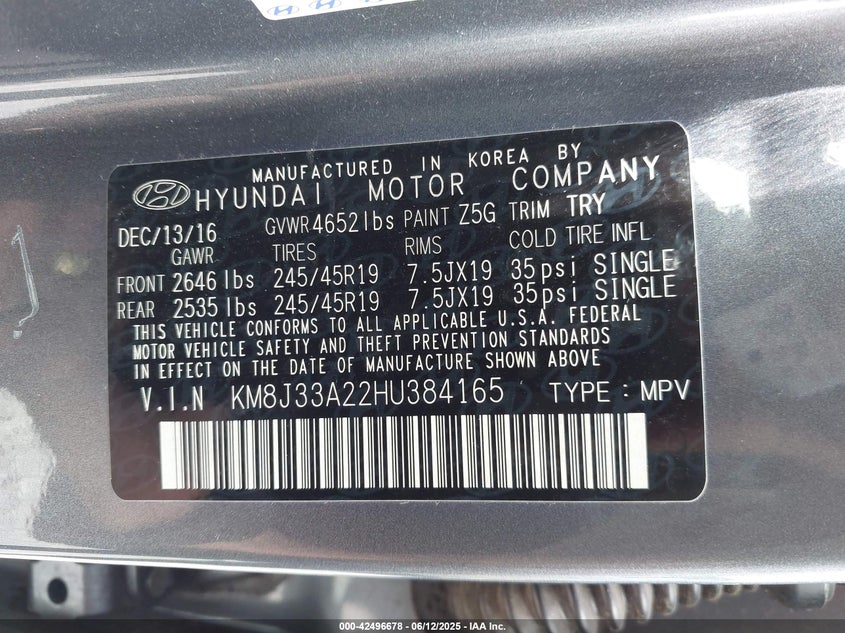 MANUFACTURED IN KOREA BY
HYUNDAI MOTOR COMPANY
DEC/13/16 GVWR 4652lbs PAINT Z5G TRIM TRY
GAWR TIRES RIMS COLD TIRE INFL
FRONT 2646lbs 245/45R19 7.5JX19 35psi SINGLE
REAR 2535lbs 245/45R19 7.5JX19 35psi SINGLE
THIS VEHICLE CONFORMS TO ALL APPLICABLE U.S.A. FEDERAL
MOTOR VEHICLE SAFETY AND THEFT PREVENTION STANDARDS
IN EFFECT ON THE DATE OF MANUFACTURE SHOWN ABOVE
V.I.N KM8J33A22HU384165 TYPE : MPV
000-42496678 - 06/12/2025 - IAA Inc.